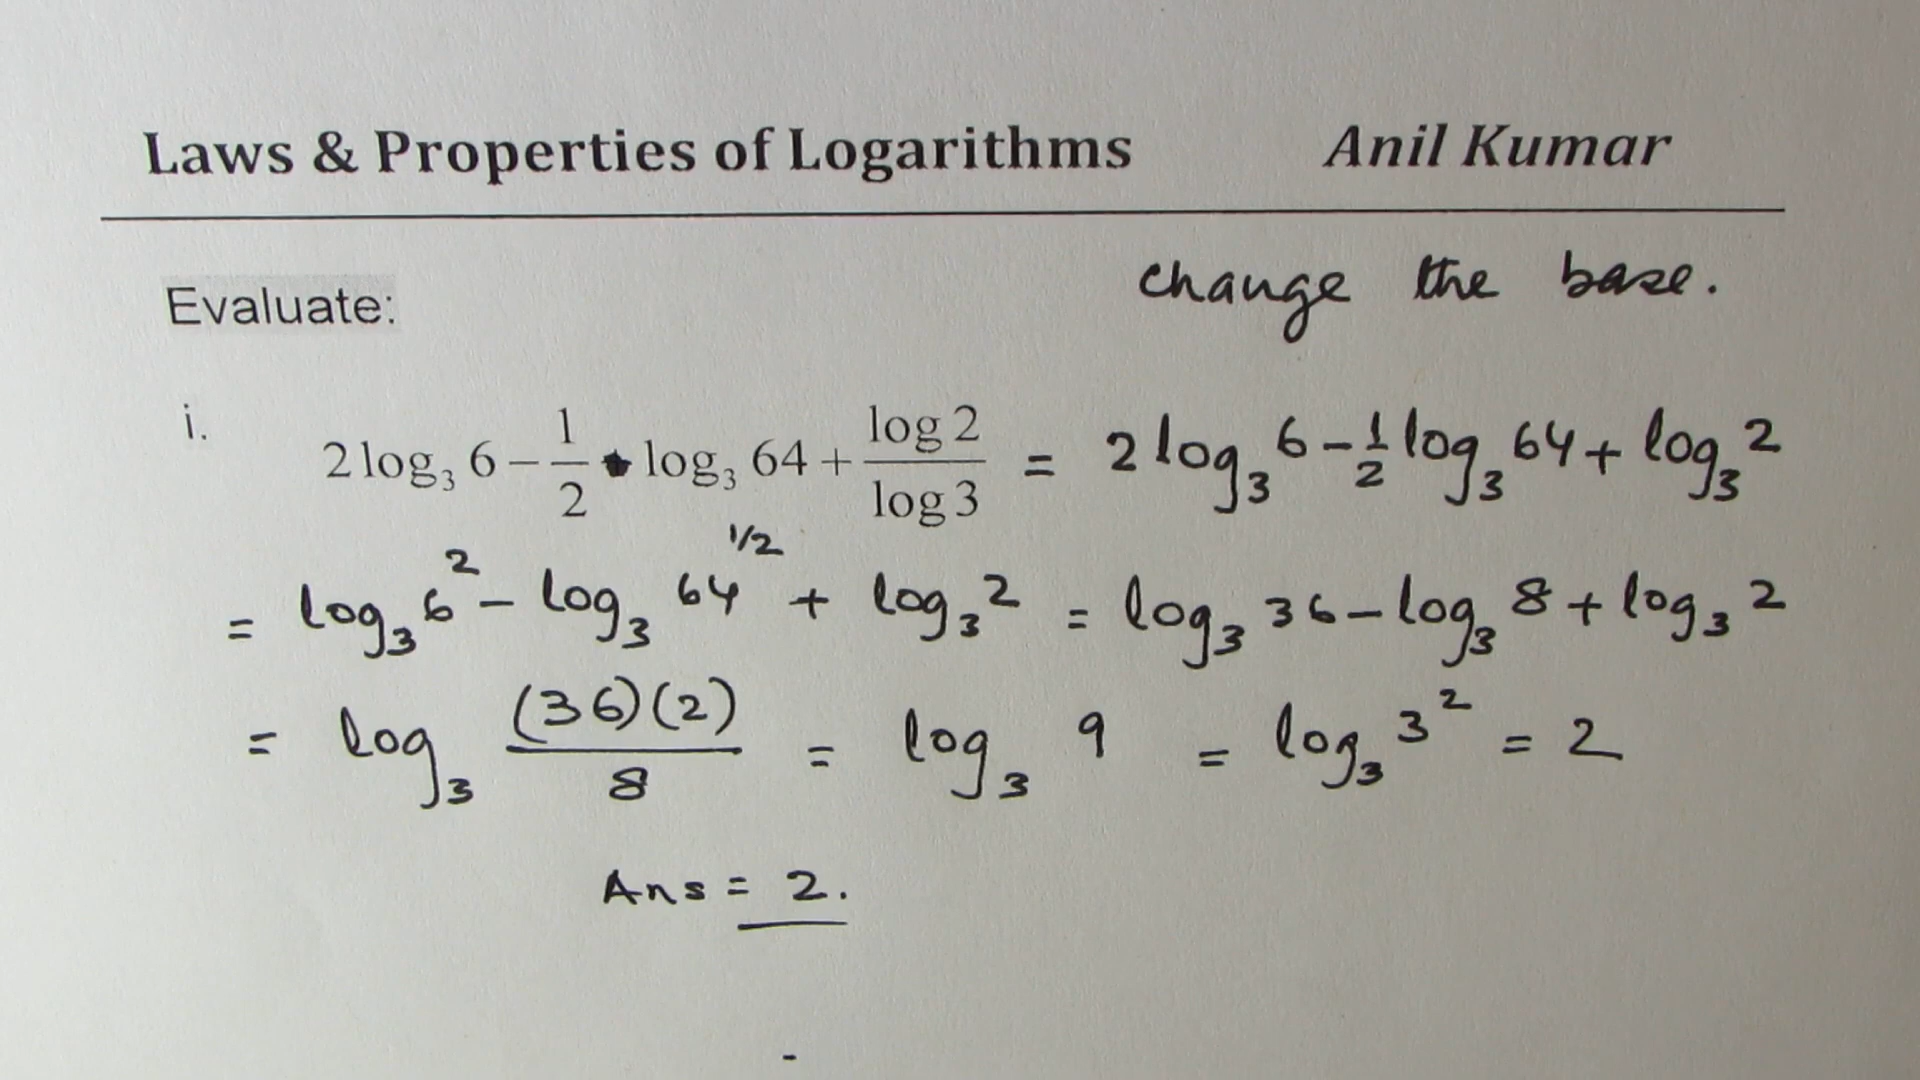 Laws & Properties of Logarithms Anil Kumar
change the base.
Evaluate:
i. 2 log₃ 6 − 1/2 • log₃ 64 + log 2 / log 3 = 2 log₃ 6 − 1/2 log₃ 64 + log₃ 2
= log₃ 6² − log₃ 64^1/2 + log₃ 2 = log₃ 36 − log₃ 8 + log₃ 2
= log₃ (36)(2) / 8 = log₃ 9 = log₃ 3² = 2
Ans = 2.